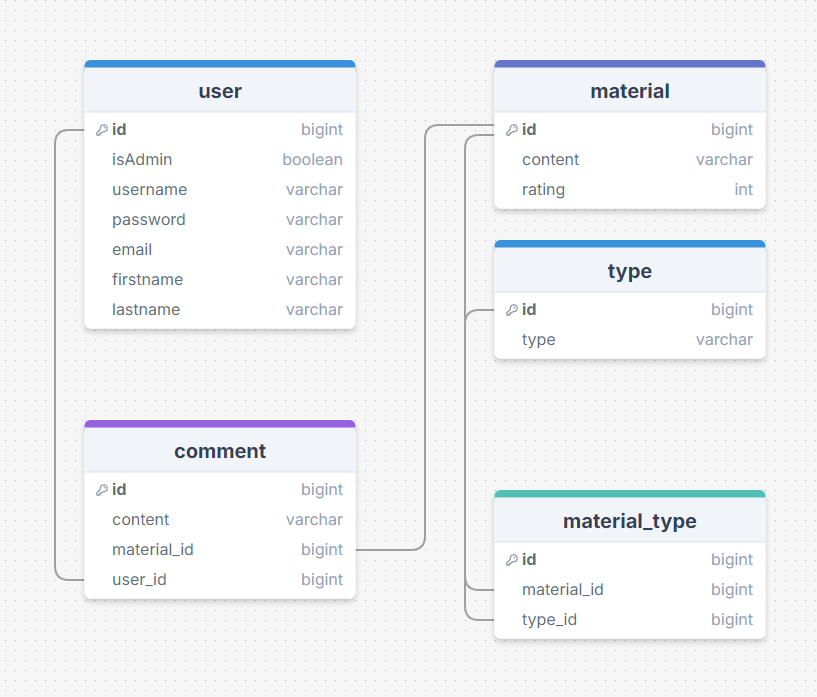 user
id bigint
isAdmin boolean
username varchar
password varchar
email varchar
firstname varchar
lastname varchar
material
id bigint
content varchar
rating int
type
id bigint
type varchar
comment
id bigint
content varchar
material_id bigint
user_id bigint
material_type
id bigint
material_id bigint
type_id bigint